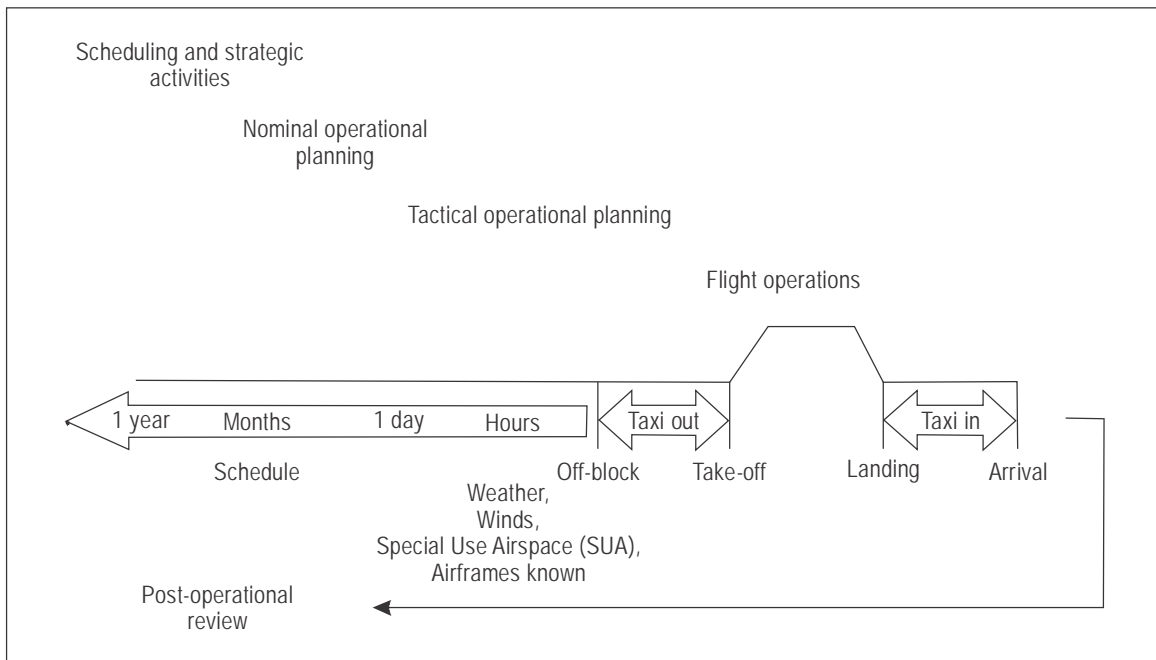 Scheduling and strategic
activities
Nominal operational
planning
Tactical operational planning
Flight operations
1 year Months 1 day Hours Taxi out Taxi in
Schedule Off-block Take-off Landing Arrival
Weather,
Winds,
Special Use Airspace (SUA),
Airframes known
Post-operational
review